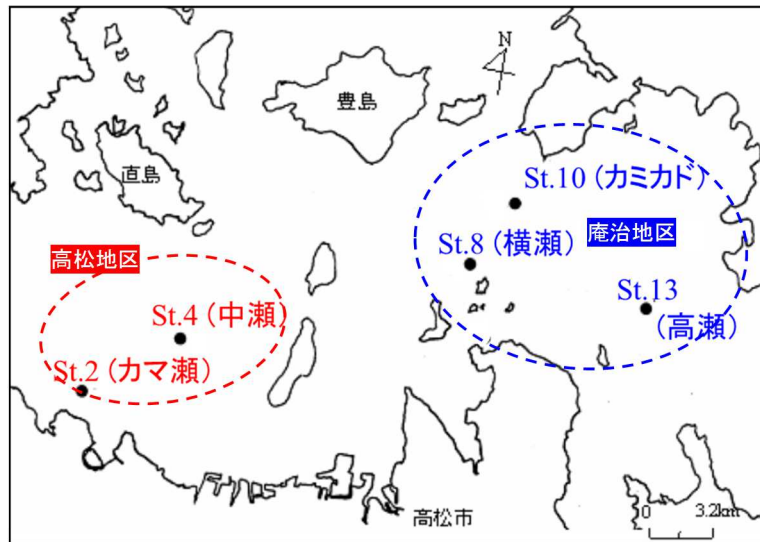 N
豊島
直島
St.10 (カミカド)
庵治地区
St.8 (横瀬)
高松地区
St.13
(高瀬)
St.4 (中瀬)
St.2 (カマ瀬)
高松市
0 3.2km